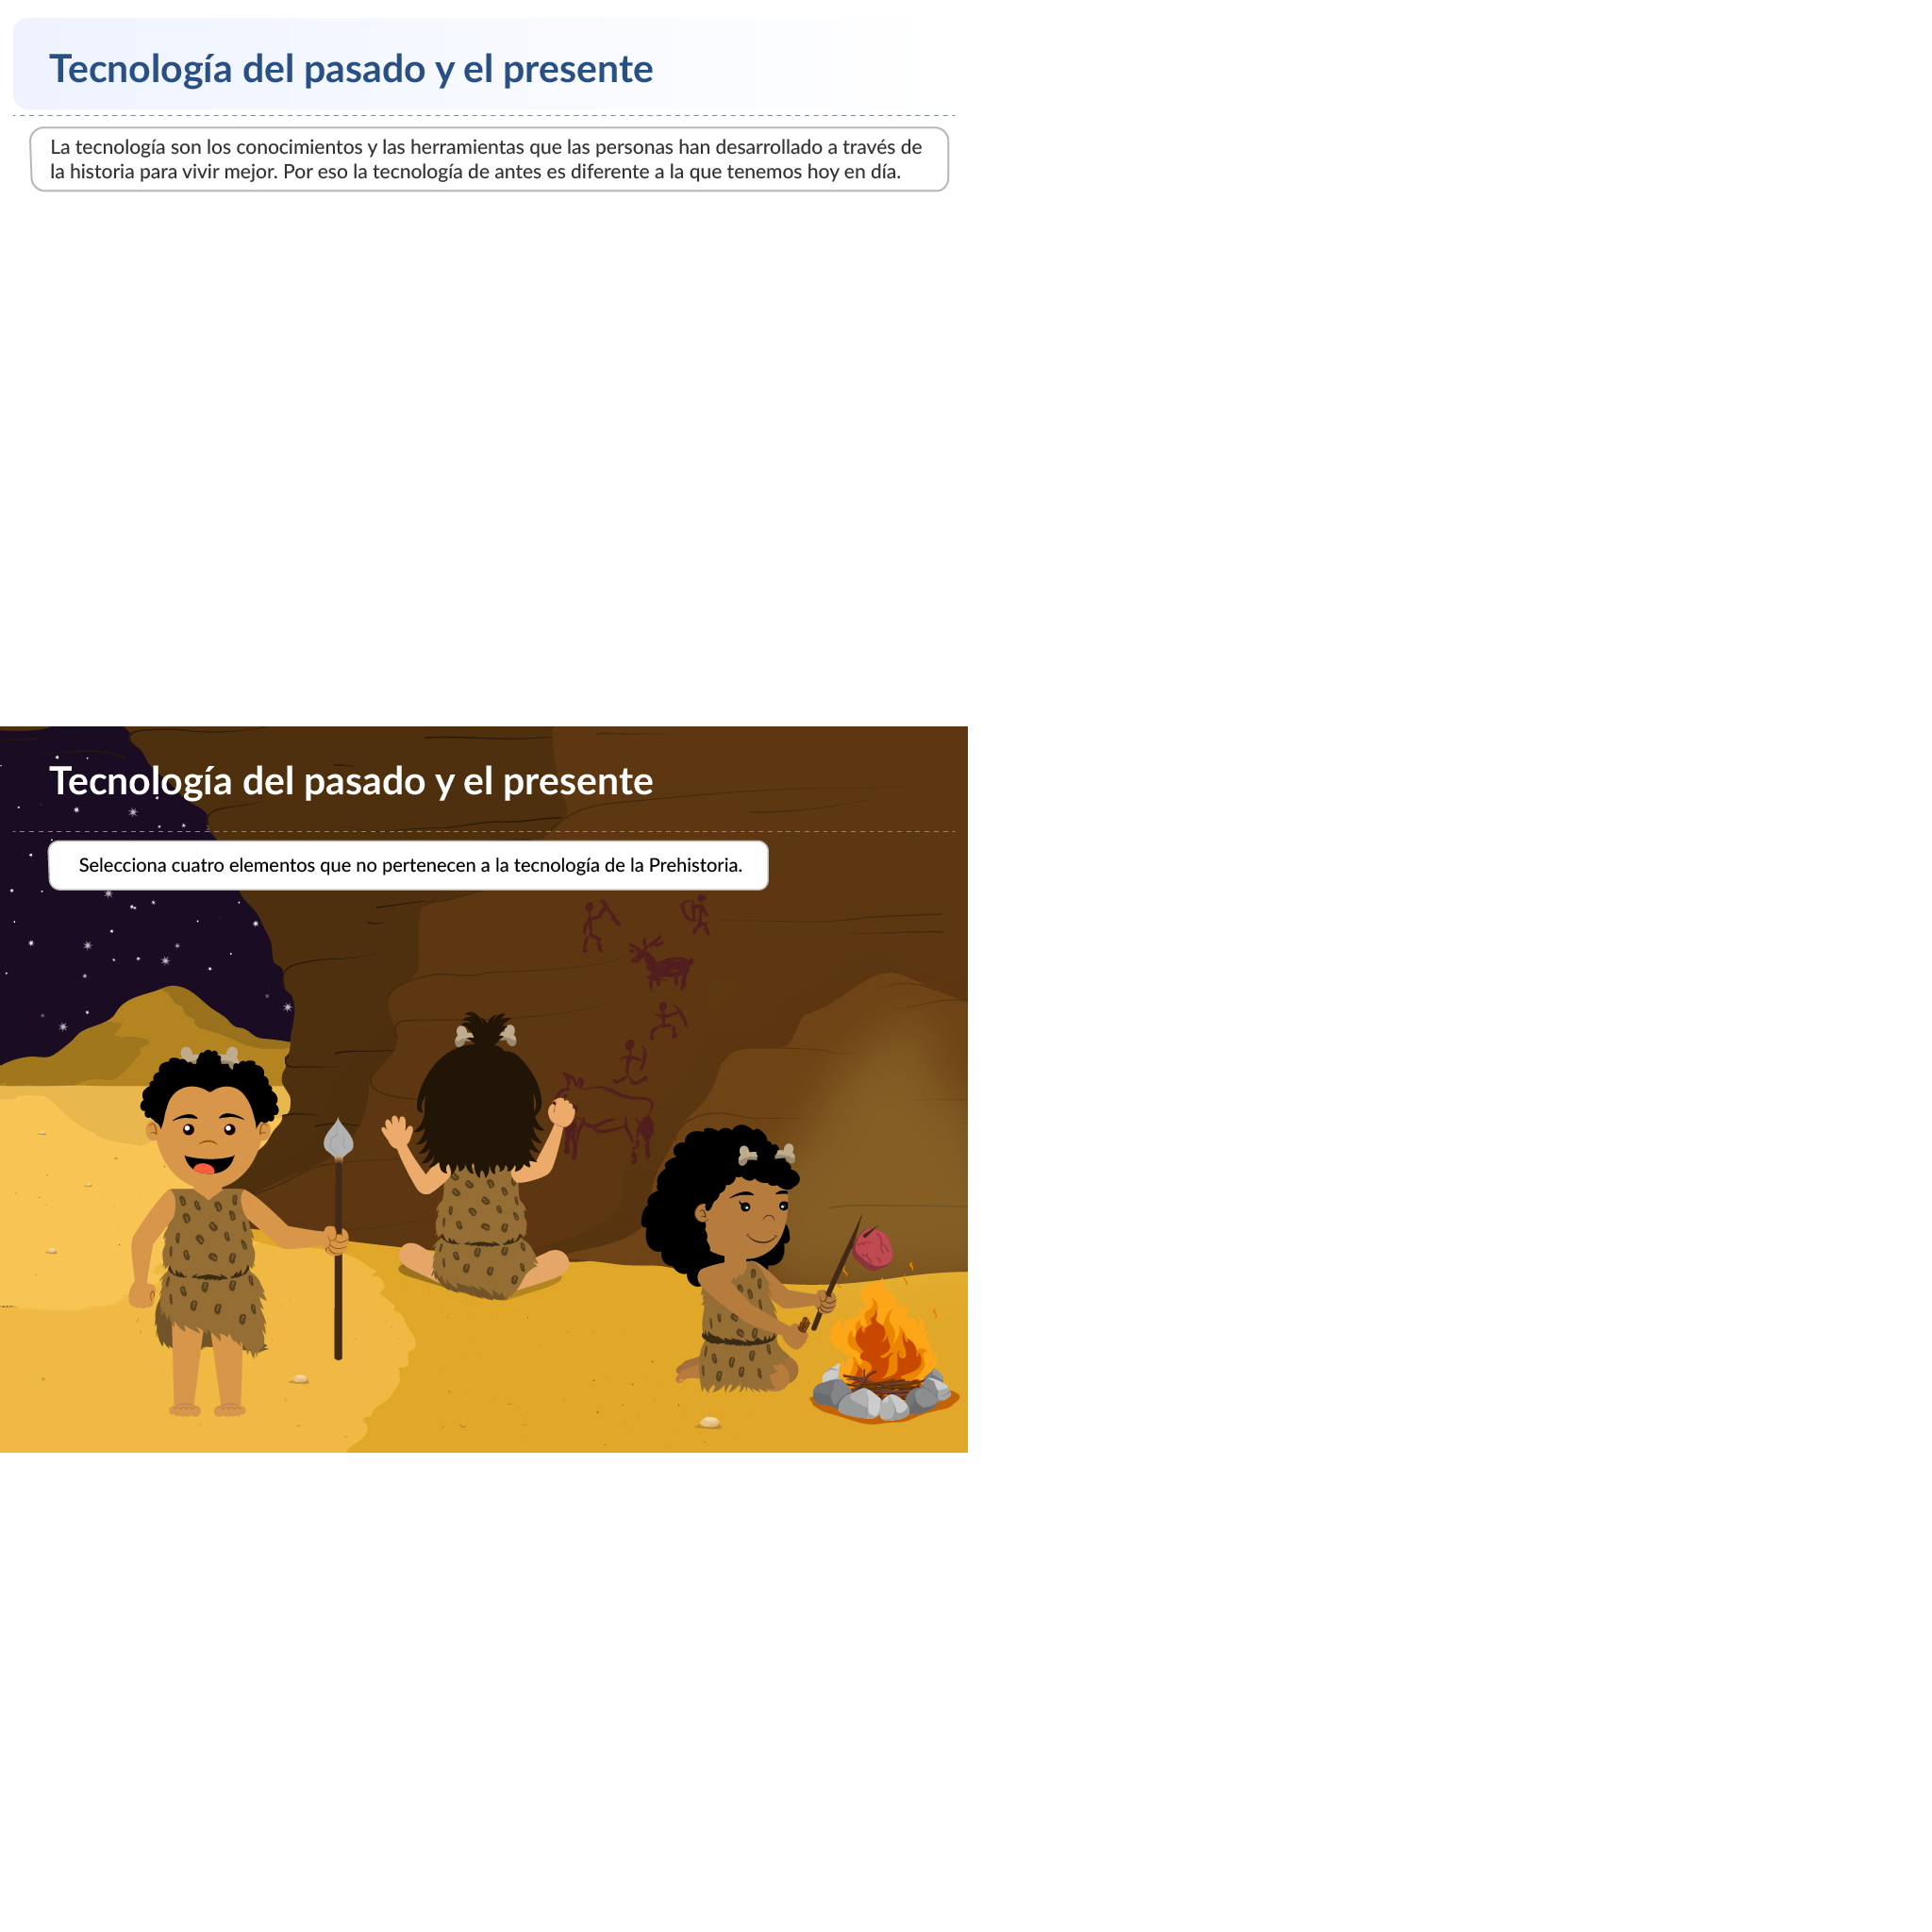 Tecnología del pasado y el presente
La tecnología son los conocimientos y las herramientas que las personas han desarrollado a través de
la historia para vivir mejor. Por eso la tecnología de antes es diferente a la que tenemos hoy en día.
Tecnología del pasado y el presente
Selecciona cuatro elementos que no pertenecen a la tecnología de la Prehistoria.